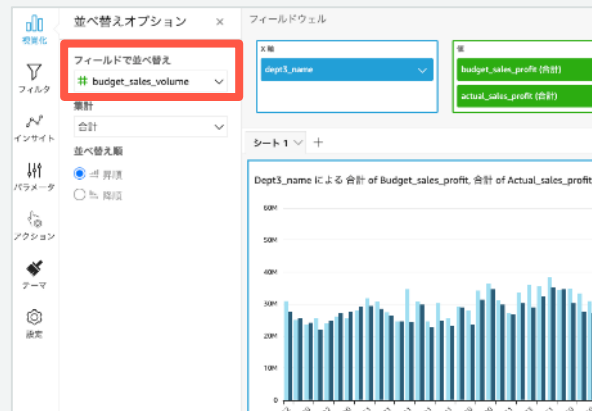 視覚化
フィルタ
インサイト
パラメータ
アクション
テーマ
設定
並べ替えオプション ×
フィールドで並べ替え
# budget_sales_volume
集計
合計
並べ替え順
昇順
降順
フィールドウェル
X 軸
dept3_name
値
budget_sales_profit (合計)
actual_sales_profit (合計)
シート 1
+
Dept3_name による 合計 of Budget_sales_profit, 合計 of Actual_sales_profit
60M
50M
40M
30M
20M
10M
0